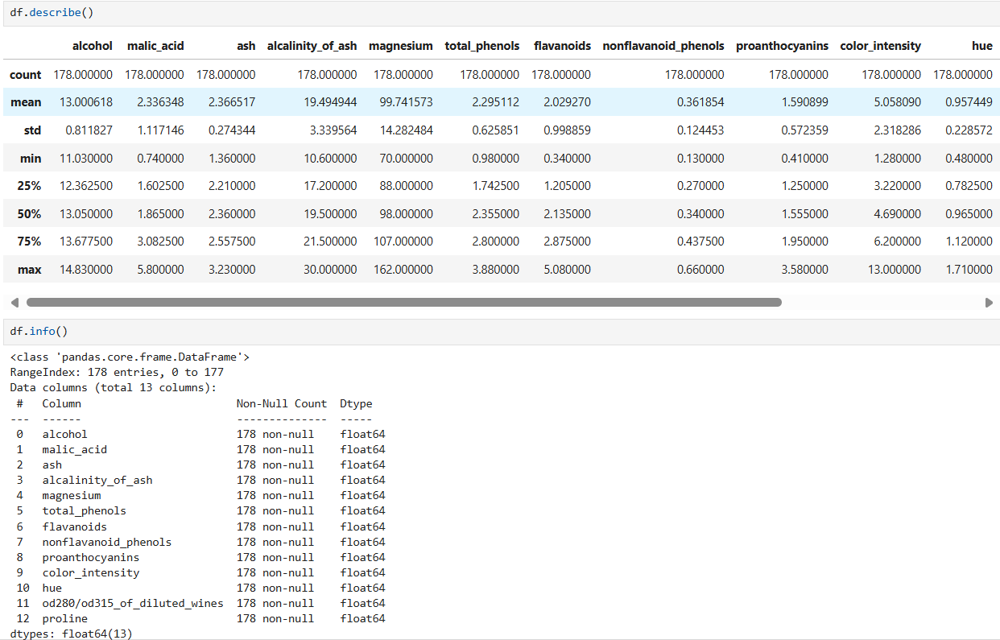 df.describe()
alcohol malic_acid ash alcalinity_of_ash magnesium total_phenols flavanoids nonflavanoid_phenols proanthocyanins color_intensity hue
count 178.000000 178.000000 178.000000 178.000000 178.000000 178.000000 178.000000 178.000000 178.000000 178.000000 178.000000
mean 13.000618 2.336348 2.366517 19.494944 99.741573 2.295112 2.029270 0.361854 1.590899 5.058090 0.957449
std 0.811827 1.117146 0.274344 3.339564 14.282484 0.625851 0.998859 0.124453 0.572359 2.318286 0.228572
min 11.030000 0.740000 1.360000 10.600000 70.000000 0.980000 0.340000 0.130000 0.410000 1.280000 0.480000
25% 12.362500 1.602500 2.210000 17.200000 88.000000 1.742500 1.205000 0.270000 1.250000 3.220000 0.782500
50% 13.050000 1.865000 2.360000 19.500000 98.000000 2.355000 2.135000 0.340000 1.555000 4.690000 0.965000
75% 13.677500 3.082500 2.557500 21.500000 107.000000 2.800000 2.875000 0.437500 1.950000 6.200000 1.120000
max 14.830000 5.800000 3.230000 30.000000 162.000000 3.880000 5.080000 0.660000 3.580000 13.000000 1.710000
df.info()
<class 'pandas.core.frame.DataFrame'>
RangeIndex: 178 entries, 0 to 177
Data columns (total 13 columns):
# Column Non-Null Count Dtype
--- ------ -------------- -----
0 alcohol 178 non-null float64
1 malic_acid 178 non-null float64
2 ash 178 non-null float64
3 alcalinity_of_ash 178 non-null float64
4 magnesium 178 non-null float64
5 total_phenols 178 non-null float64
6 flavanoids 178 non-null float64
7 nonflavanoid_phenols 178 non-null float64
8 proanthocyanins 178 non-null float64
9 color_intensity 178 non-null float64
10 hue 178 non-null float64
11 od280/od315_of_diluted_wines 178 non-null float64
12 proline 178 non-null float64
dtypes: float64(13)